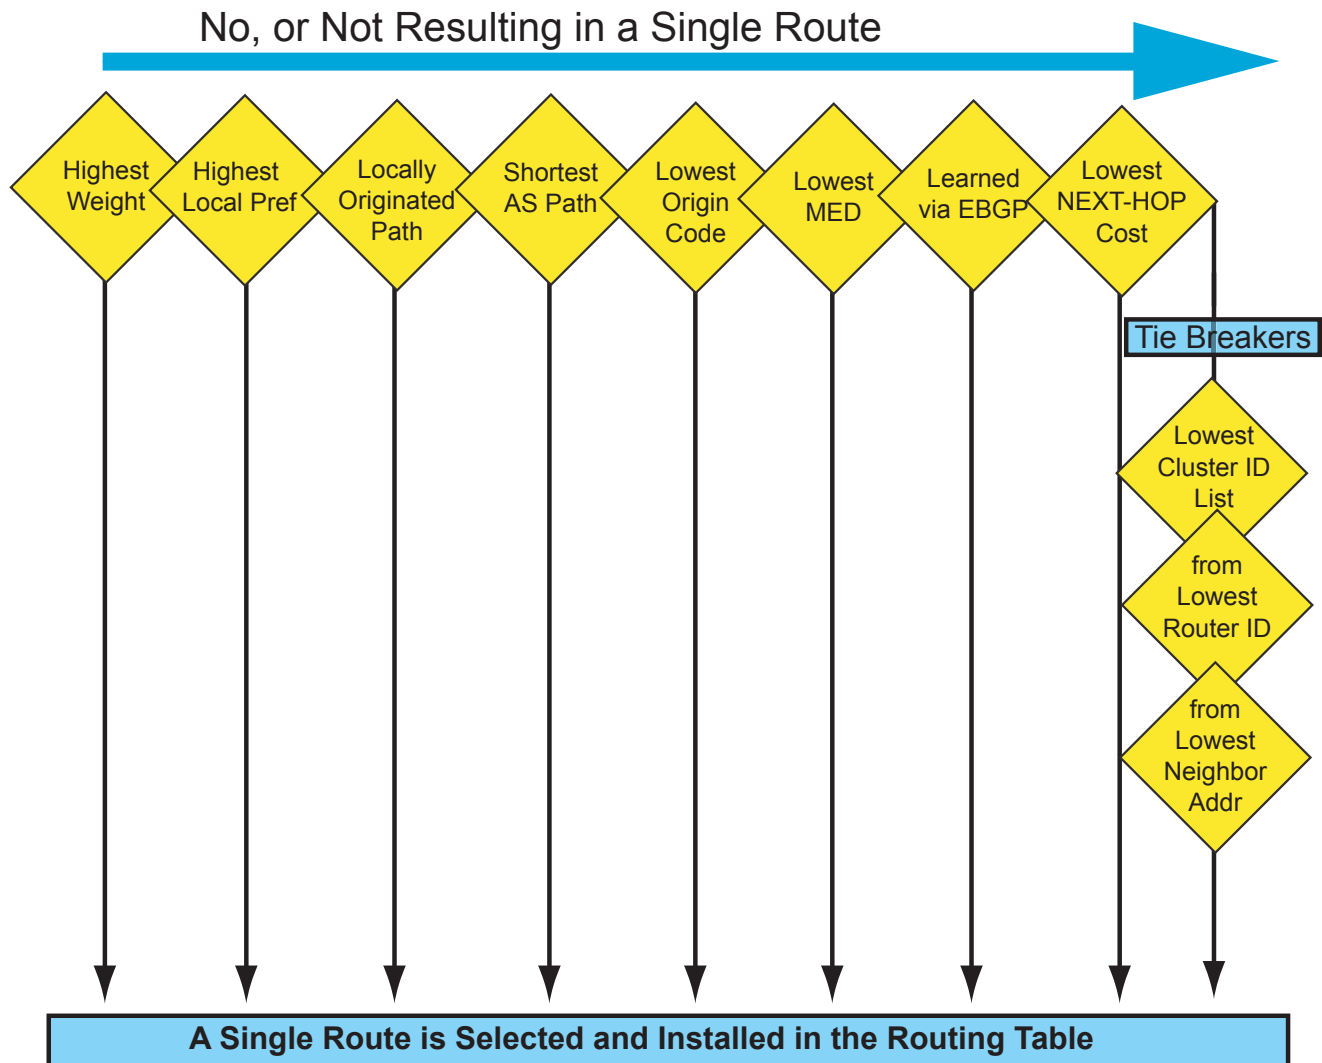 No, or Not Resulting in a Single Route
Highest
Weight
Highest
Local Pref
Locally
Originated
Path
Shortest
AS Path
Lowest
Origin
Code
Lowest
MED
Learned
via EBGP
Lowest
NEXT-HOP
Cost
Tie Breakers
Lowest
Cluster ID
List
from
Lowest
Router ID
from
Lowest
Neighbor
Addr
A Single Route is Selected and Installed in the Routing Table